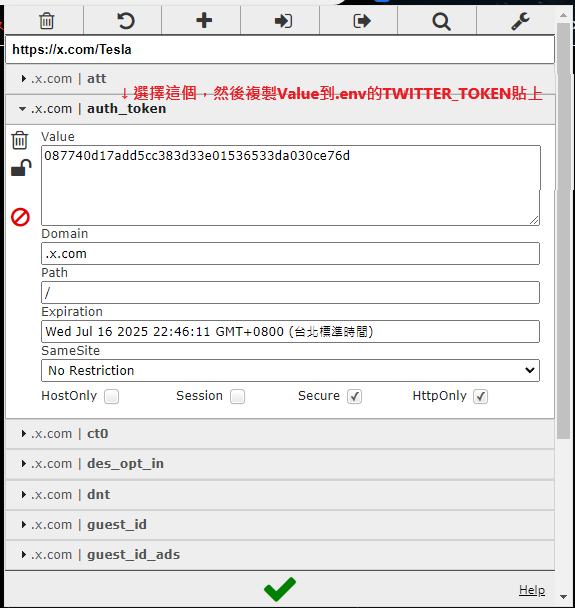 https://x.com/Tesla
.x.com | att
↓選擇這個，然後複製Value到.env的TWITTER_TOKEN貼上
.x.com | auth_token
Value
087740d17add5cc383d33e01536533da030ce76d
Domain
.x.com
Path
/
Expiration
Wed Jul 16 2025 22:46:11 GMT+0800 (台北標準時間)
SameSite
No Restriction
HostOnly Session Secure HttpOnly
.x.com | ct0
.x.com | des_opt_in
.x.com | dnt
.x.com | guest_id
.x.com | guest_id_ads
Help